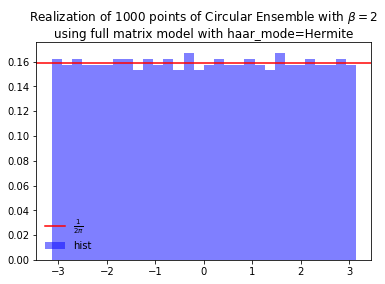 Realization of 1000 points of Circular Ensemble with β = 2
using full matrix model with haar_mode=Hermite
0.16
0.14
0.12
0.10
0.08
0.06
0.04
0.02
0.00
1/2π
hist
−3 −2 −1 0 1 2 3